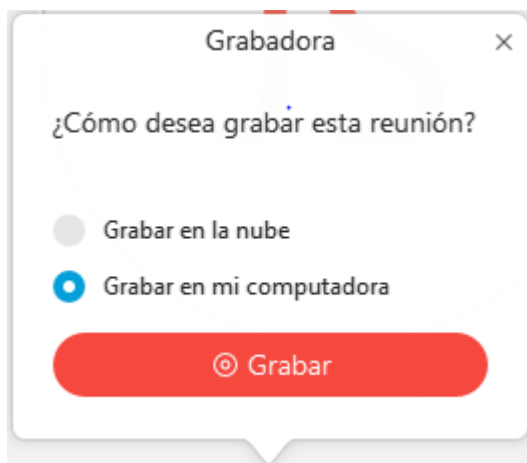 Grabadora
¿Cómo desea grabar esta reunión?
Grabar en la nube
Grabar en mi computadora
Grabar